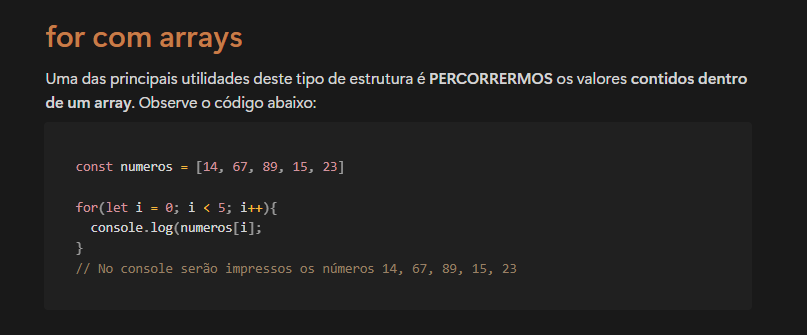 for com arrays
Uma das principais utilidades deste tipo de estrutura é PERCORRERMOS os valores contidos dentro
de um array. Observe o código abaixo:
const numeros = [14, 67, 89, 15, 23]
for(let i = 0; i < 5; i++){
console.log(numeros[i];
}
// No console serão impressos os números 14, 67, 89, 15, 23